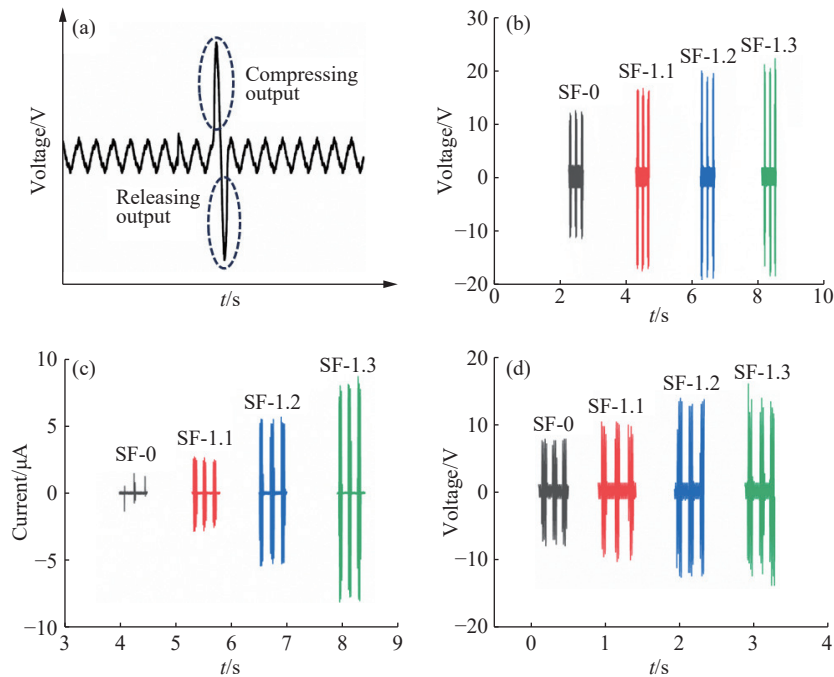 (a)
Compressing
output
Releasing
output
Voltage/V
t/s
(b)
30
20
10
0
−10
−20
Voltage/V
SF-0
SF-1.1
SF-1.2
SF-1.3
0
2
4
6
8
10
t/s
(c)
10
5
0
−5
−10
Current/μA
SF-0
SF-1.1
SF-1.2
SF-1.3
3
4
5
6
7
8
9
t/s
(d)
20
10
0
−10
−20
Voltage/V
SF-0
SF-1.1
SF-1.2
SF-1.3
0
1
2
3
4
t/s